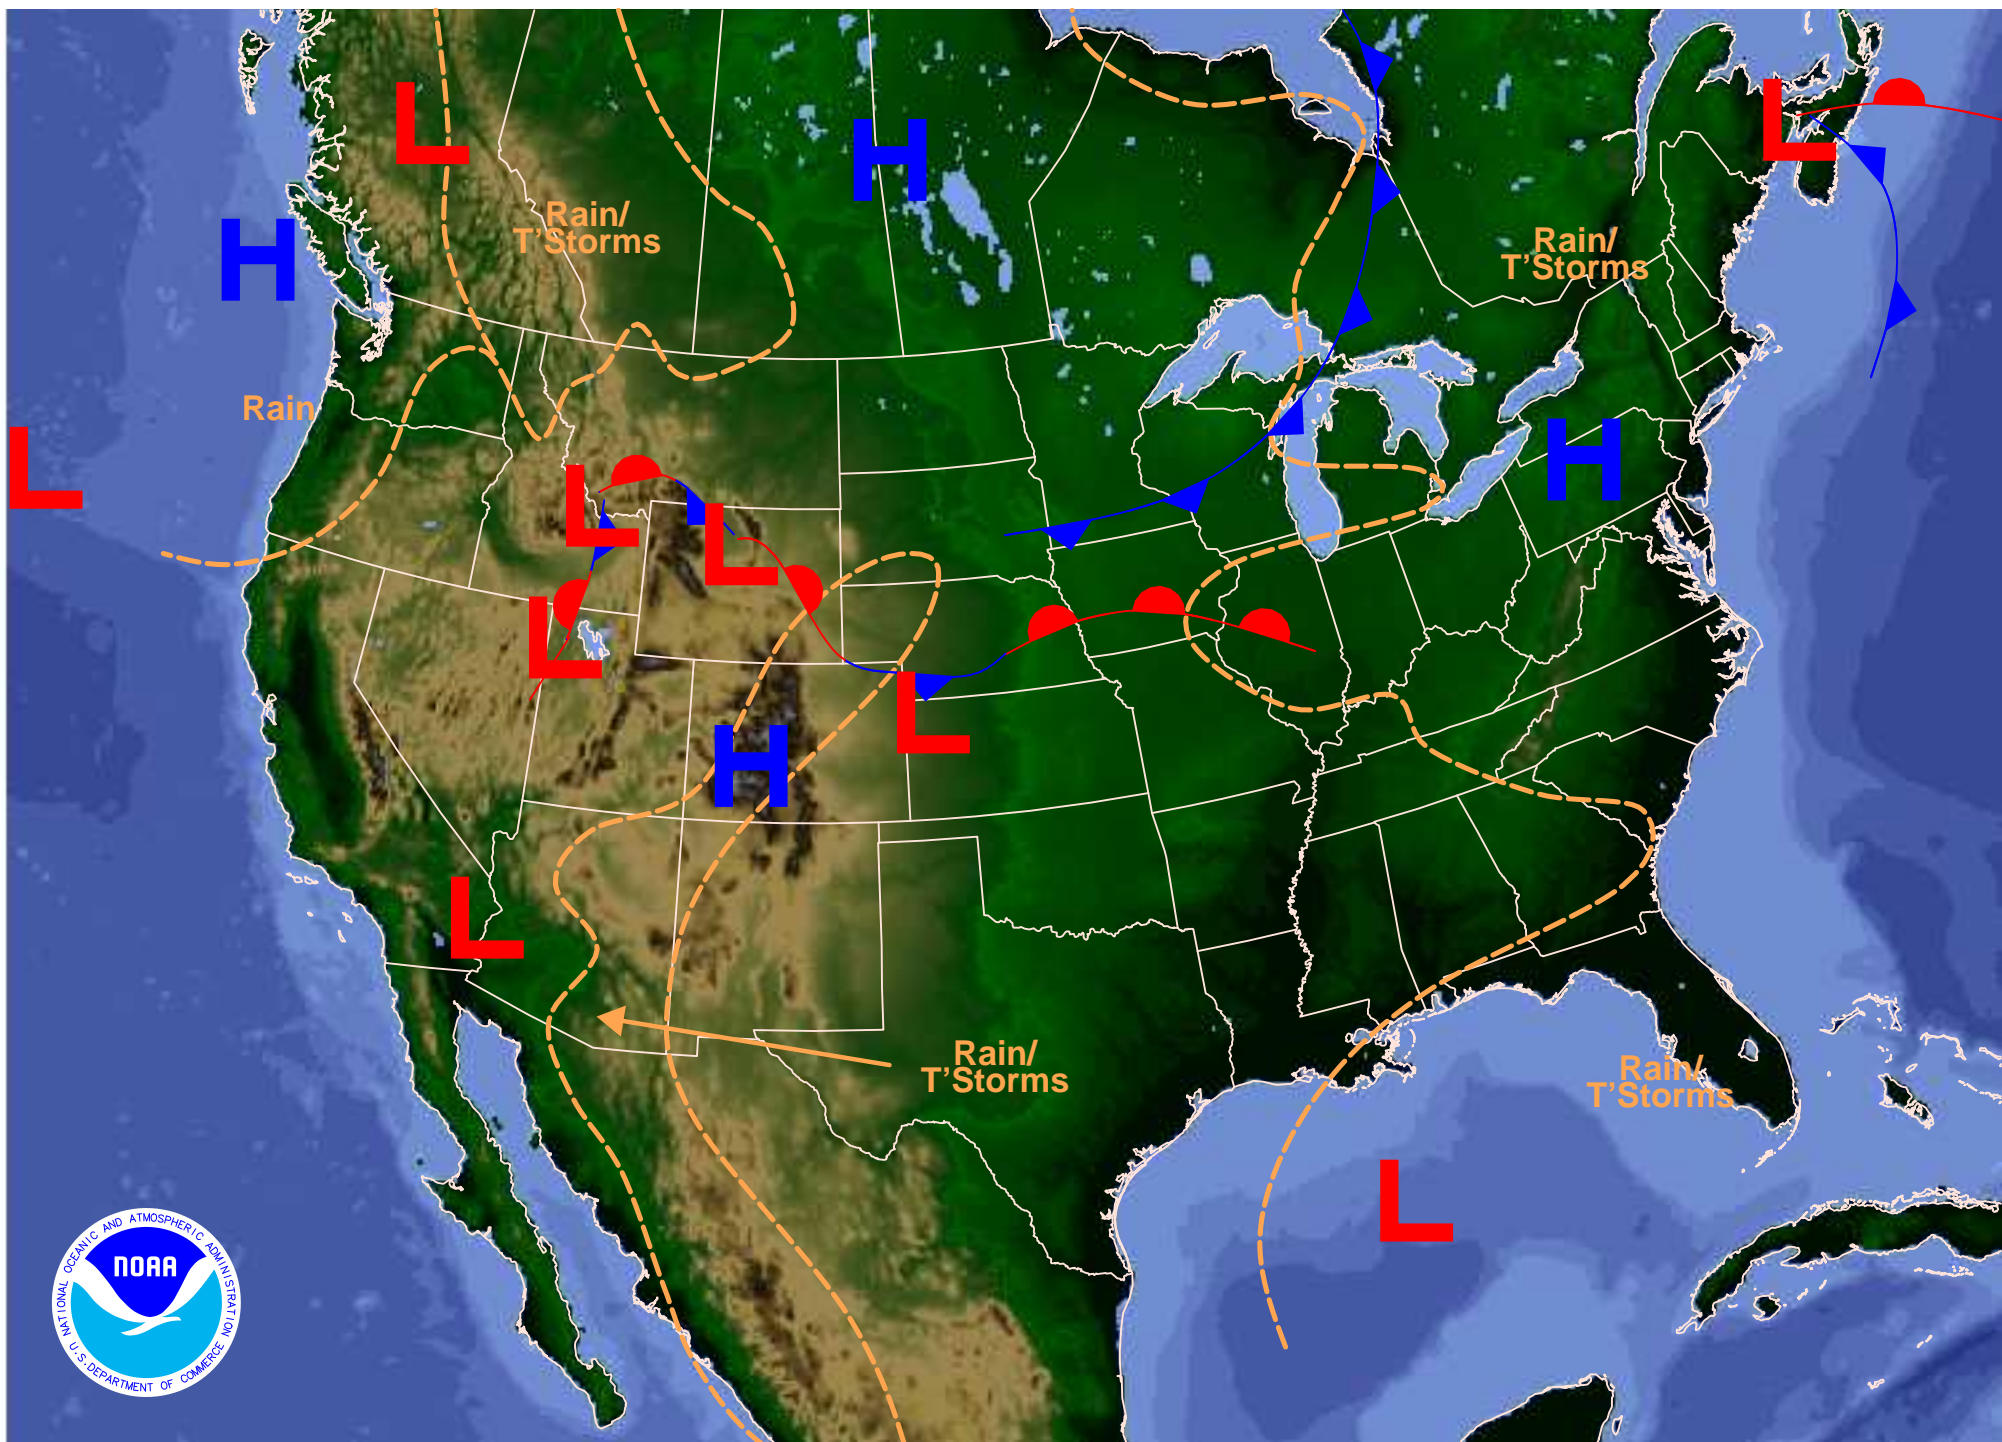 L
L
H
Rain/
T'Storms
H
Rain/
T'Storms
Rain
L
H
L
L
L
L
H
L
Rain/
T'Storms
Rain/
T'Storms
L
NOAA
NATIONAL OCEANIC AND ATMOSPHERIC ADMINISTRATION
U.S. DEPARTMENT OF COMMERCE